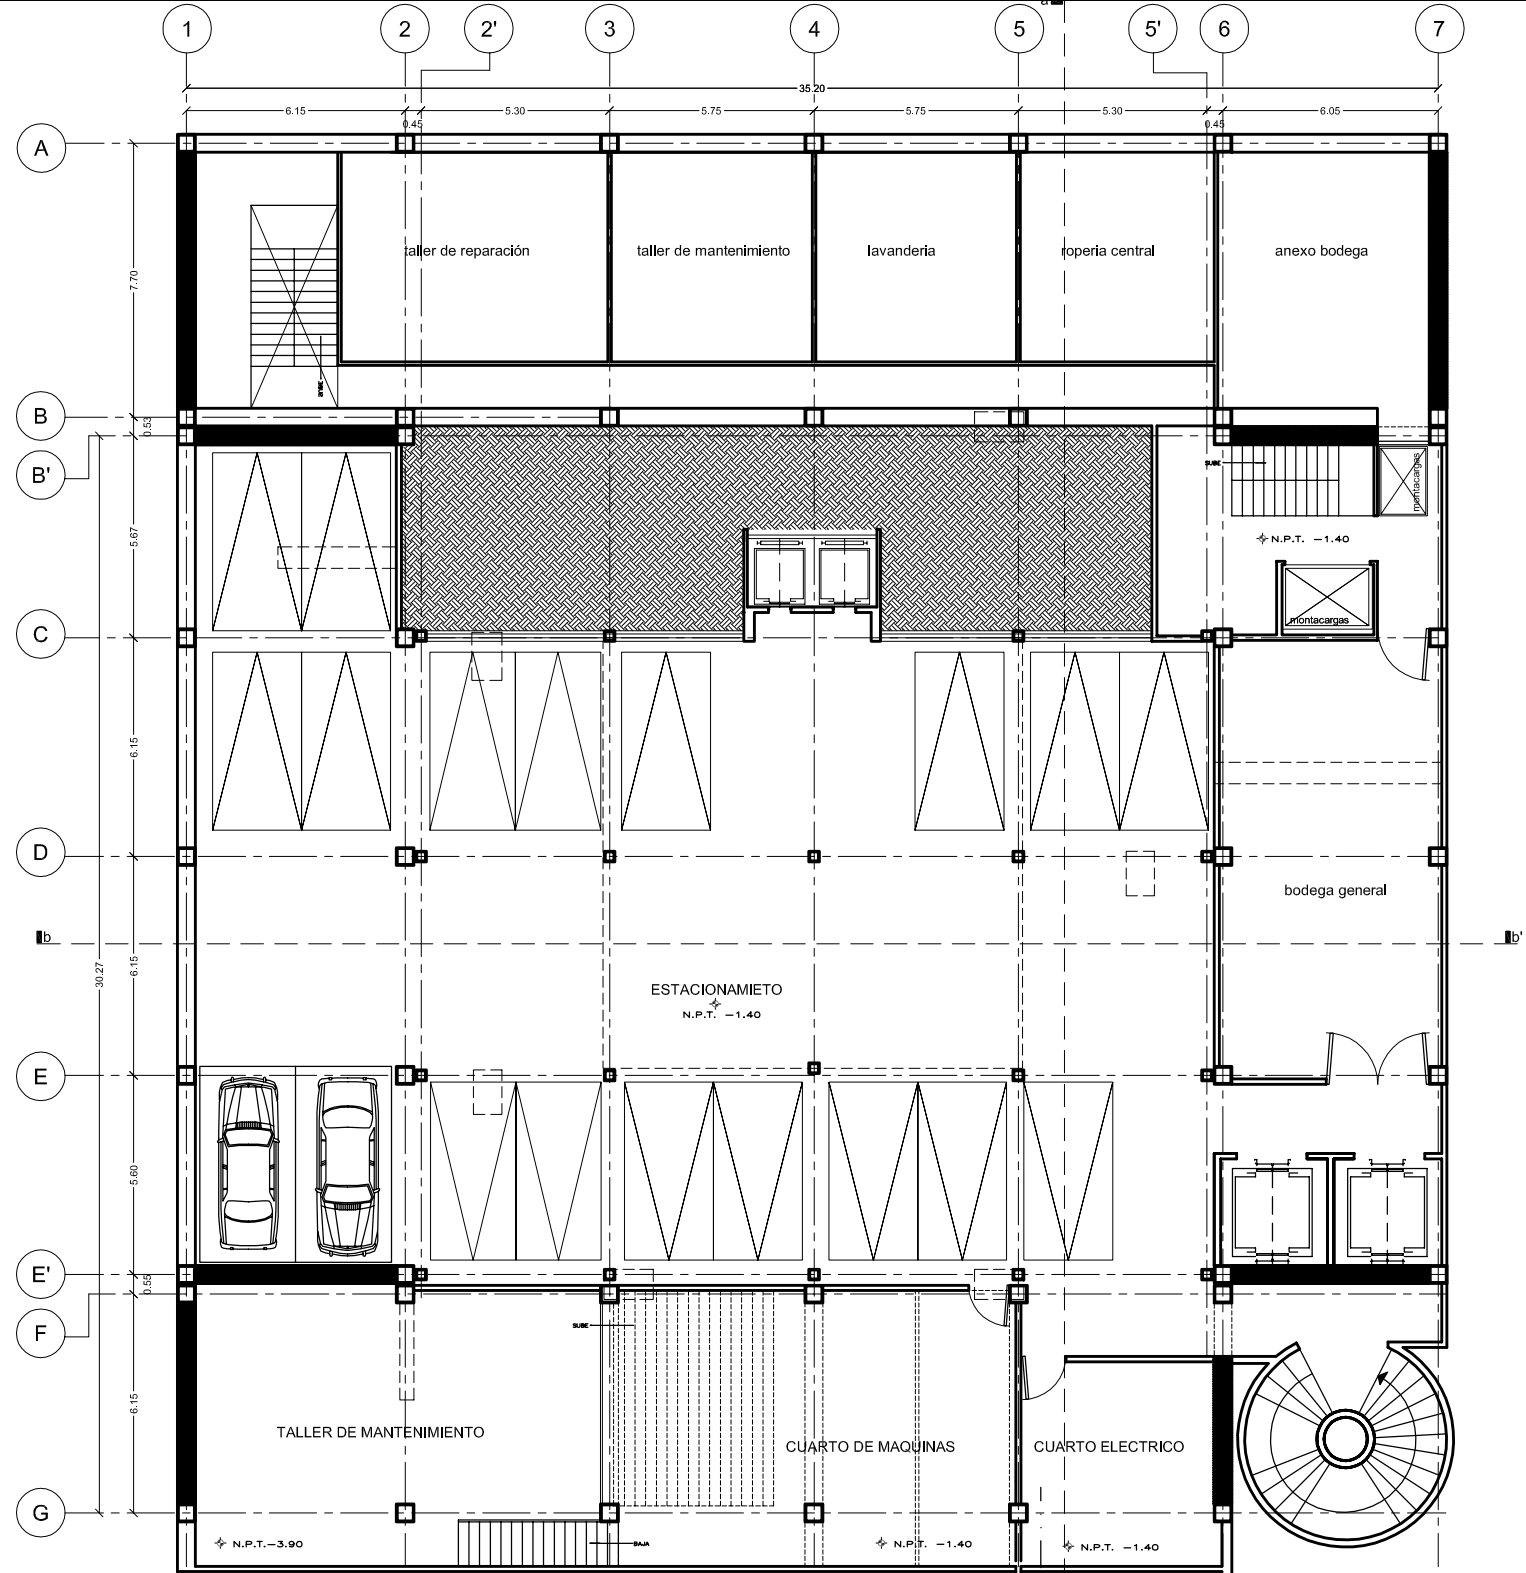 1 2 2' 3 4 5 5' 6 7
35.20
6.15 5.30 5.75 5.75 5.30 6.05
0.45 0.45
A
taller de reparación taller de mantenimiento lavanderia roperia central anexo bodega
7.70
B
0.53
B'
SUBE
montacargas
5.67
N.P.T. -1.40
montacargas
C
6.15
D
bodega general
b b'
6.15
30.27
ESTACIONAMIETO
N.P.T. -1.40
E
5.60
E'
0.55
F
SUBE
6.15
TALLER DE MANTENIMIENTO CUARTO DE MAQUINAS CUARTO ELECTRICO
G
N.P.T.-3.90 BAJA N.P.T. -1.40 N.P.T. -1.40